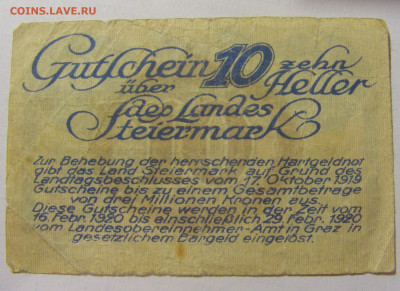 COINS.LAVE.RU
Gutschein 10 zehn
über Heller
des Landes
Steiermark
Zur Behebung der herrschenden Hartgeldnot
gibt das Land Steiermark auf Grund des
Landtagsbeschlusses vom 17. Oktober 1919
Gutscheine bis zu einem Gesamtbetrage
von drei Millionen Kronen aus.
Diese Gutscheine werden in der Zeit vom
16. Febr. 1920 bis einschließlich 29. Febr. 1920
vom Landesobereinnehmer-Amt in Graz in
gesetzlichem Bargeld eingelöst.